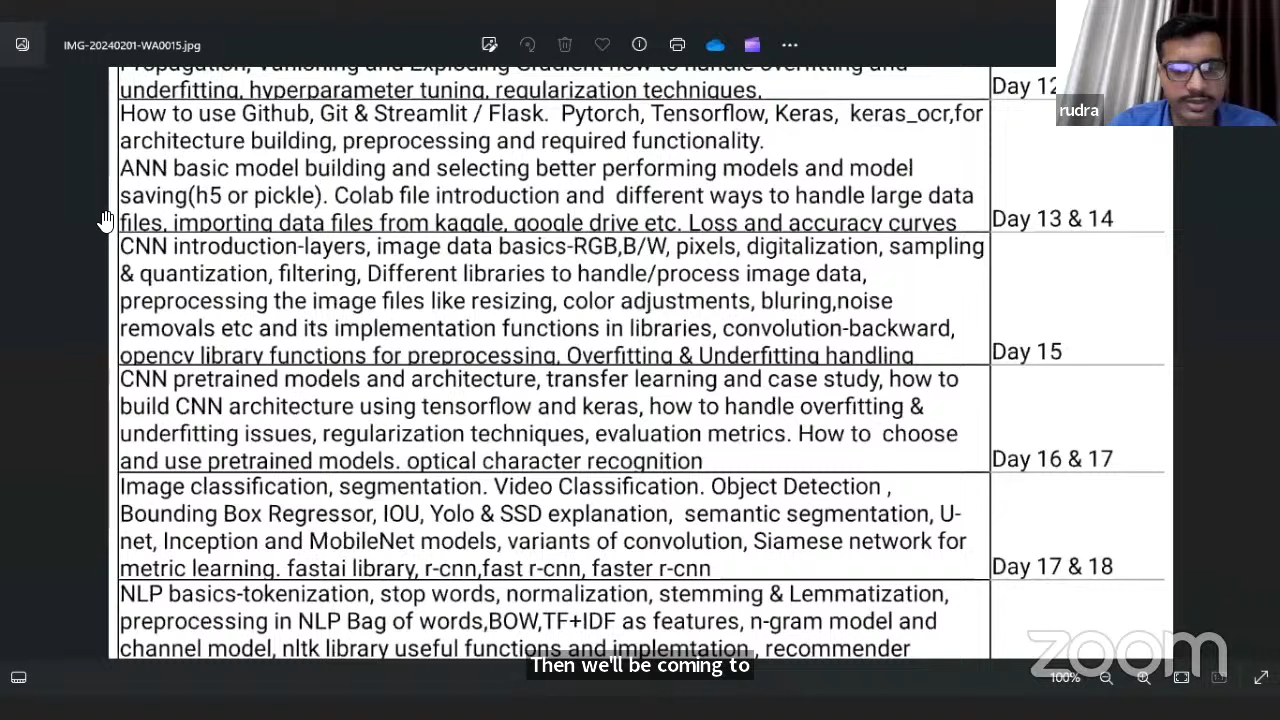 IMG-20240201-WA0015.jpg
Propagation, Vanishing and Exploding Gradient how to handle overfitting and
underfitting, hyperparameter tuning, regularization techniques,
Day 12
rudra
How to use Github, Git & Streamlit / Flask. Pytorch, Tensorflow, Keras, keras_ocr,for
architecture building, preprocessing and required functionality.
ANN basic model building and selecting better performing models and model
saving(h5 or pickle). Colab file introduction and different ways to handle large data
files, importing data files from kaggle, google drive etc. Loss and accuracy curves
Day 13 & 14
CNN introduction-layers, image data basics-RGB,B/W, pixels, digitalization, sampling
& quantization, filtering, Different libraries to handle/process image data,
preprocessing the image files like resizing, color adjustments, bluring,noise
removals etc and its implementation functions in libraries, convolution-backward,
opencv library functions for preprocessing, Overfitting & Underfitting handling
Day 15
CNN pretrained models and architecture, transfer learning and case study, how to
build CNN architecture using tensorflow and keras, how to handle overfitting &
underfitting issues, regularization techniques, evaluation metrics. How to choose
and use pretrained models. optical character recognition
Day 16 & 17
Image classification, segmentation. Video Classification. Object Detection ,
Bounding Box Regressor, IOU, Yolo & SSD explanation, semantic segmentation, U-
net, Inception and MobileNet models, variants of convolution, Siamese network for
metric learning. fastai library, r-cnn,fast r-cnn, faster r-cnn
Day 17 & 18
NLP basics-tokenization, stop words, normalization, stemming & Lemmatization,
preprocessing in NLP Bag of words,BOW,TF+IDF as features, n-gram model and
channel model, nltk library useful functions and implemtation , recommender
Then we'll be coming to
zoom
100%